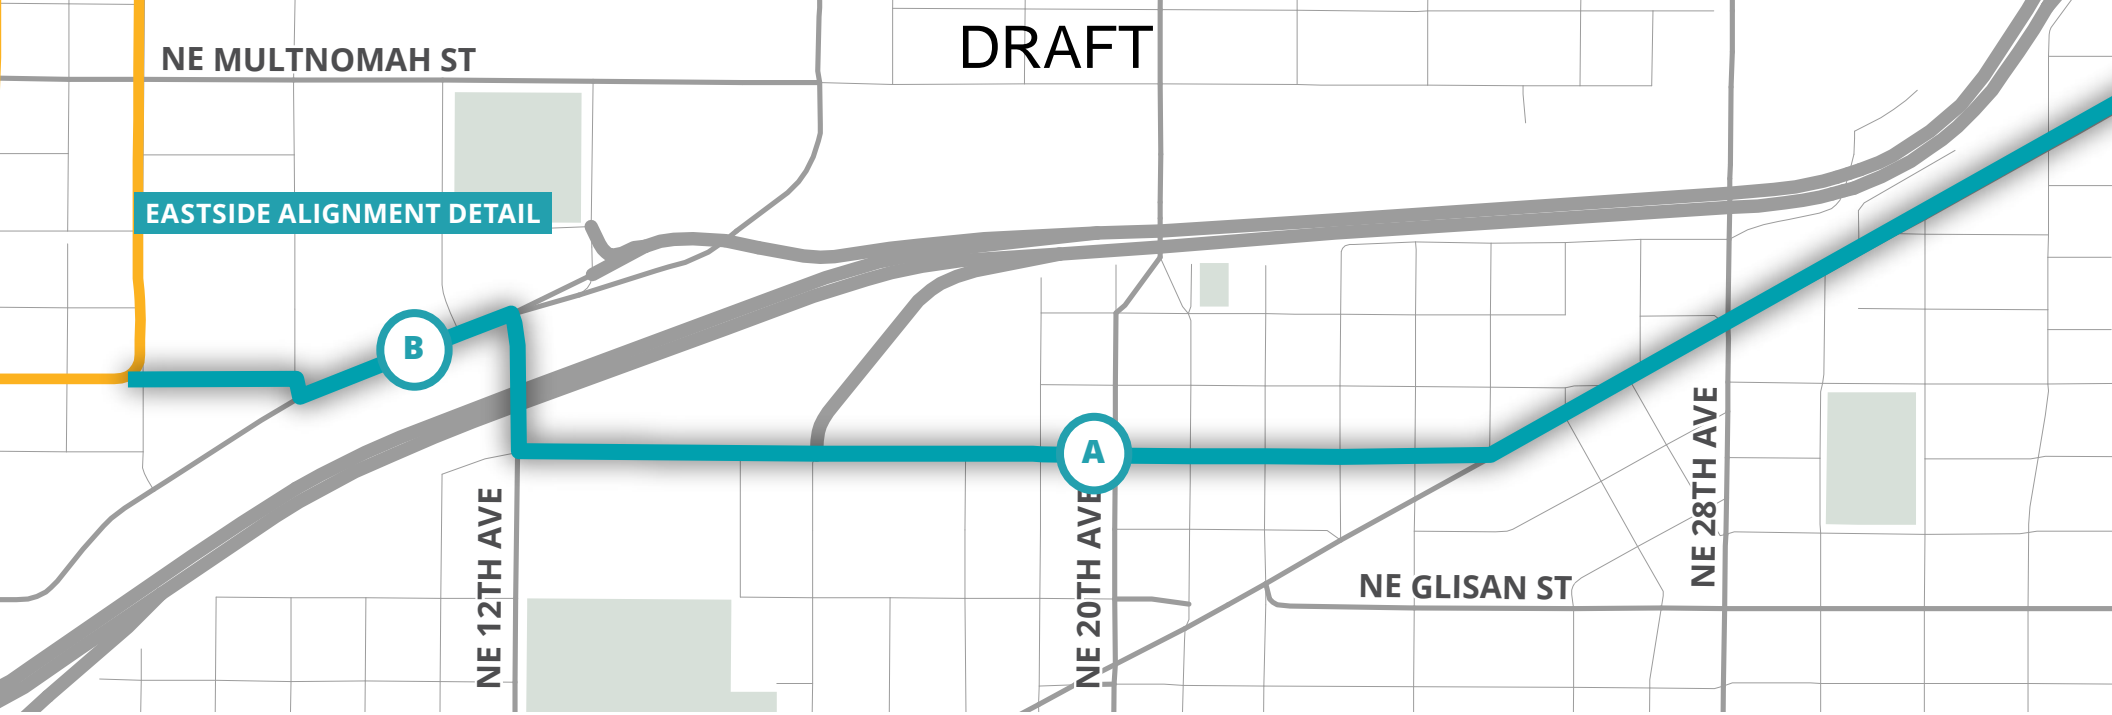 DRAFT
NE MULTNOMAH ST
EASTSIDE ALIGNMENT DETAIL
B
A
NE 12TH AVE
NE 20TH AVE
NE 28TH AVE
NE GLISAN ST